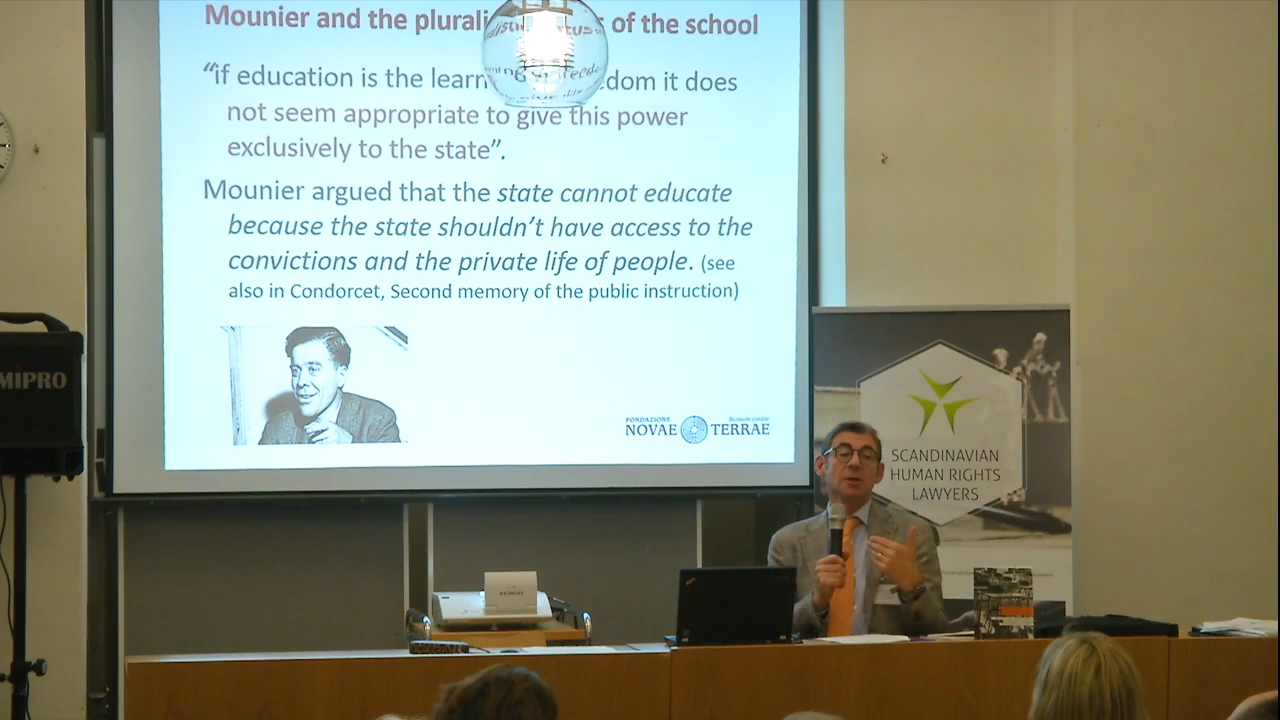 Mounier and the plurali of the school
“if education is the learn dom it does
not seem appropriate to give this power
exclusively to the state”.
Mounier argued that the state cannot educate
because the state shouldn’t have access to the
convictions and the private life of people. (see
also in Condorcet, Second memory of the public instruction)
FONDAZIONE
NOVAE TERRAE
MIPRO
SCANDINAVIAN
HUMAN RIGHTS
LAWYERS